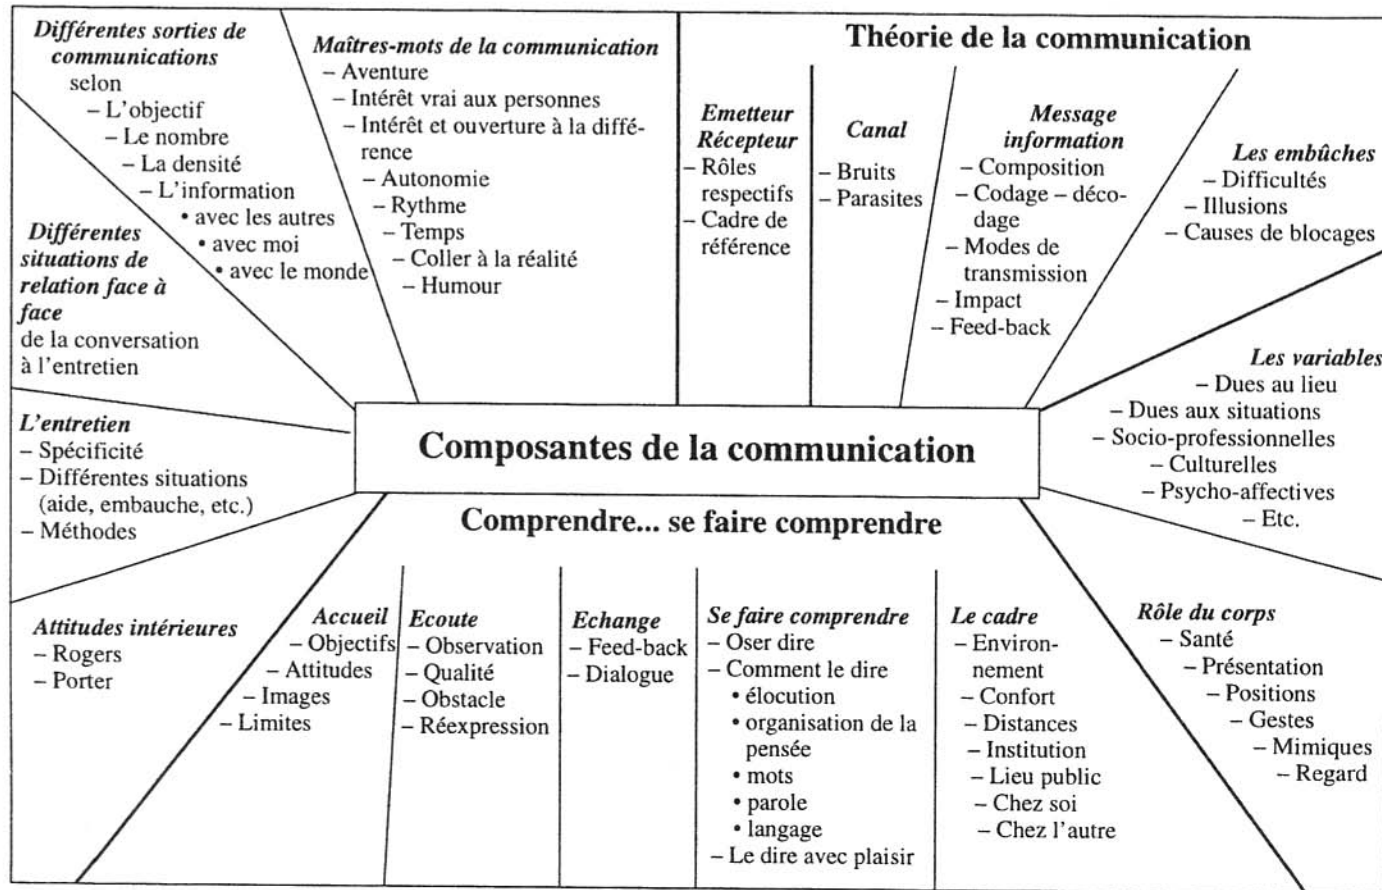 Différentes sorties de
communications
selon
– L'objectif
– Le nombre
– La densité
– L'information
• avec les autres
• avec moi
• avec le monde
Maîtres-mots de la communication
– Aventure
– Intérêt vrai aux personnes
– Intérêt et ouverture à la diffé-
rence
– Autonomie
– Rythme
– Temps
– Coller à la réalité
– Humour
Théorie de la communication
Emetteur
Récepteur
– Rôles
respectifs
– Cadre de
référence
Canal
– Bruits
– Parasites
Message
information
– Composition
– Codage – déco-
dage
– Modes de
transmission
– Impact
– Feed-back
Les embûches
– Difficultés
– Illusions
– Causes de blocages
Différentes
situations de
relation face à
face
de la conversation
à l'entretien
Les variables
– Dues au lieu
– Dues aux situations
– Socio-professionnelles
– Culturelles
– Psycho-affectives
– Etc.
L'entretien
– Spécificité
– Différentes situations
(aide, embauche, etc.)
– Méthodes
Composantes de la communication
Comprendre... se faire comprendre
Attitudes intérieures
– Rogers
– Porter
Accueil
– Objectifs
– Attitudes
– Images
– Limites
Ecoute
– Observation
– Qualité
– Obstacle
– Réexpression
Echange
– Feed-back
– Dialogue
Se faire comprendre
– Oser dire
– Comment le dire
• élocution
• organisation de la
pensée
• mots
• parole
• langage
– Le dire avec plaisir
Le cadre
– Environ-
nement
– Confort
– Distances
– Institution
– Lieu public
– Chez soi
– Chez l'autre
Rôle du corps
– Santé
– Présentation
– Positions
– Gestes
– Mimiques
– Regard